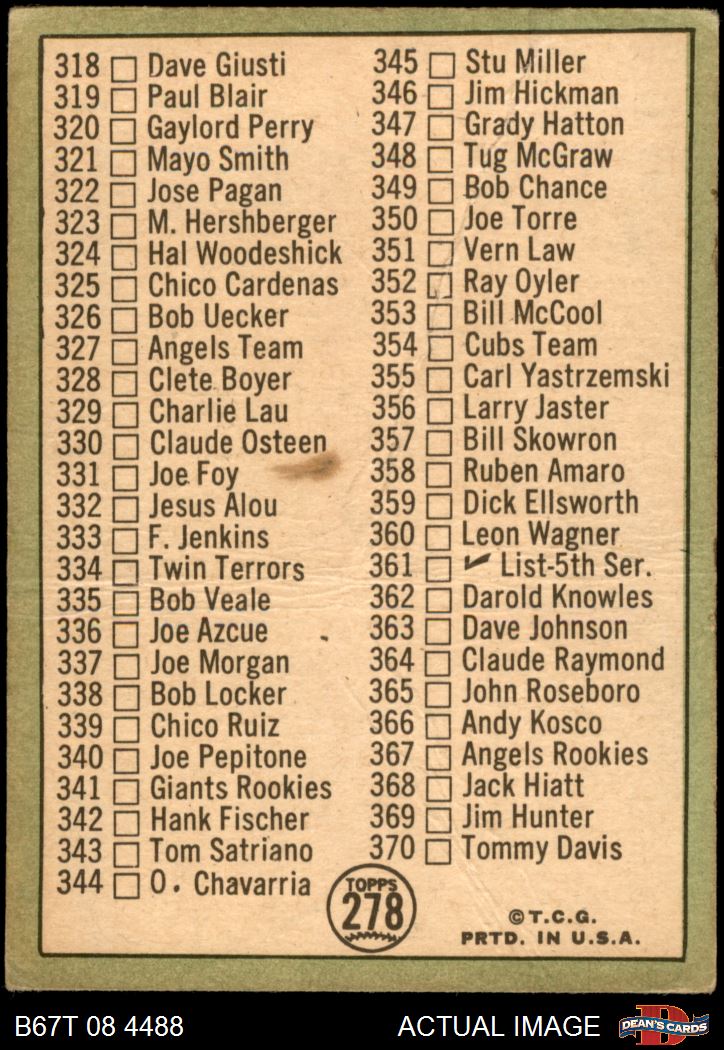 318 Dave Giusti
319 Paul Blair
320 Gaylord Perry
321 Mayo Smith
322 Jose Pagan
323 M. Hershberger
324 Hal Woodeshick
325 Chico Cardenas
326 Bob Uecker
327 Angels Team
328 Clete Boyer
329 Charlie Lau
330 Claude Osteen
331 Joe Foy
332 Jesus Alou
333 F. Jenkins
334 Twin Terrors
335 Bob Veale
336 Joe Azcue
337 Joe Morgan
338 Bob Locker
339 Chico Ruiz
340 Joe Pepitone
341 Giants Rookies
342 Hank Fischer
343 Tom Satriano
344 O. Chavarria
345 Stu Miller
346 Jim Hickman
347 Grady Hatton
348 Tug McGraw
349 Bob Chance
350 Joe Torre
351 Vern Law
352 Ray Oyler
353 Bill McCool
354 Cubs Team
355 Carl Yastrzemski
356 Larry Jaster
357 Bill Skowron
358 Ruben Amaro
359 Dick Ellsworth
360 Leon Wagner
361 ✓ List-5th Ser.
362 Darold Knowles
363 Dave Johnson
364 Claude Raymond
365 John Roseboro
366 Andy Kosco
367 Angels Rookies
368 Jack Hiatt
369 Jim Hunter
370 Tommy Davis
TOPPS
278
©T.C.G.
PRTD. IN U.S.A.
B67T 08 4488
ACTUAL IMAGE
D
DEAN'S CARDS